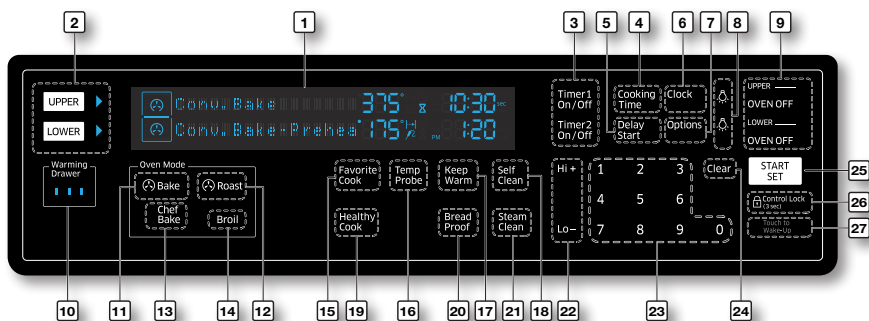 2
1
3
5
4
6
7
8
9
UPPER
LOWER
Conv.Bake 375° 10:30 sec
Conv.Bake-Prehea 175° PM 1:20
Timer1
On/Off
Timer2
On/Off
Cooking
Time
Clock
Delay
Start
Options
UPPER
OVEN OFF
LOWER
OVEN OFF
Warming
Drawer
Oven Mode
Bake
Roast
Chef
Bake
Broil
Favorite
Cook
Temp
Probe
Keep
Warm
Self
Clean
Healthy
Cook
Bread
Proof
Steam
Clean
Hi +
Lo –
1 2 3
4 5 6
7 8 9 0
Clear
START
SET
Control Lock
(3 sec)
Touch to
Wake-Up
25
26
27
10
11
13
14
12
15
19
16
20
17
21
18
22
23
24